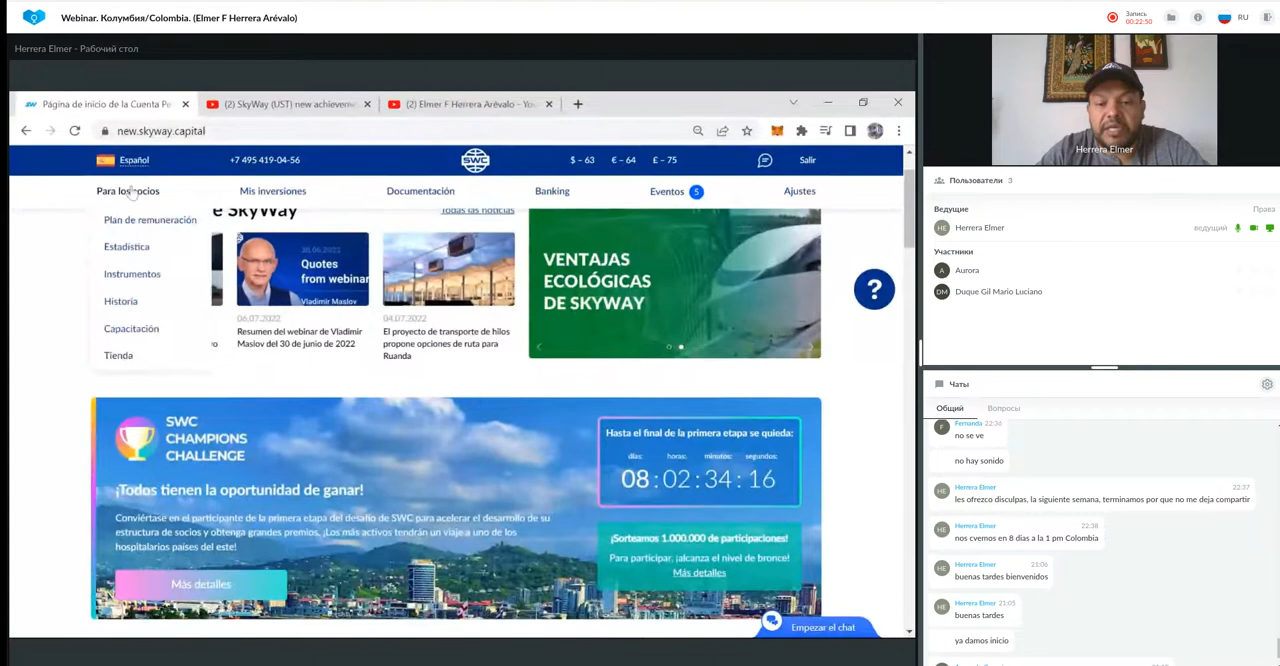 Webinar. Колумбия/Colombia. (Elmer F Herrera Arévalo)
Запись
00:22:50
RU
Herrera Elmer - Рабочий стол
Página de inicio de la Cuenta Pe
(2) SkyWay (UST) new achievem
(2) Elmer F Herrera Arévalo - Yo
new.skyway.capital
Español
+7 495 419-04-56
SWC
$ – 63
€ – 64
£ – 75
Salir
Para los socios
Mis inversiones
Documentación
Banking
Eventos 5
Ajustes
Plan de remuneración
Estadística
Instrumentos
Historia
Capacitación
Tienda
e SkyWay
Todas las noticias
30.06.2022
Quotes
from webinar
Vladimir Maslov
06.07.2022
Resumen del webinar de Vladimir
Maslov del 30 de junio de 2022
04.07.2022
El proyecto de transporte de hilos
propone opciones de ruta para
Ruanda
VENTAJAS
ECOLÓGICAS
DE SKYWAY
?
SWC
CHAMPIONS
CHALLENGE
¡Todos tienen la oportunidad de ganar!
Conviértase en el participante de la primera etapa del desafío de SWC para acelerar el desarrollo de su
estructura de socios y obtenga grandes premios. ¡Los más activos tendrán un viaje a uno de los
hospitalarios países del este!
Más detalles
Hasta el final de la primera etapa se queda:
días: horas: minutos: segundos:
08 : 02 : 34 : 16
¡Sorteamos 1.000.000 de participaciones!
Para participar, ¡alcanza el nivel de bronce!
Más detalles
Empezar el chat
Herrera Elmer
Пользователи 3
Ведущие
Права
HE
Herrera Elmer
ведущий
Участники
A
Aurora
DM
Duque Gil Mario Luciano
Чаты
Общий
Вопросы
F
Fernanda 22:36
no se ve
no hay sonido
HE
Herrera Elmer 22:37
les ofrezco disculpas, la siguiente semana, terminamos por que no me deja compartir
HE
Herrera Elmer 22:38
nos cvemos en 8 dias a la 1 pm Colombia
HE
Herrera Elmer 21:06
buenas tardes bienvenidos
HE
Herrera Elmer 21:05
buenas tardes
ya damos inicio